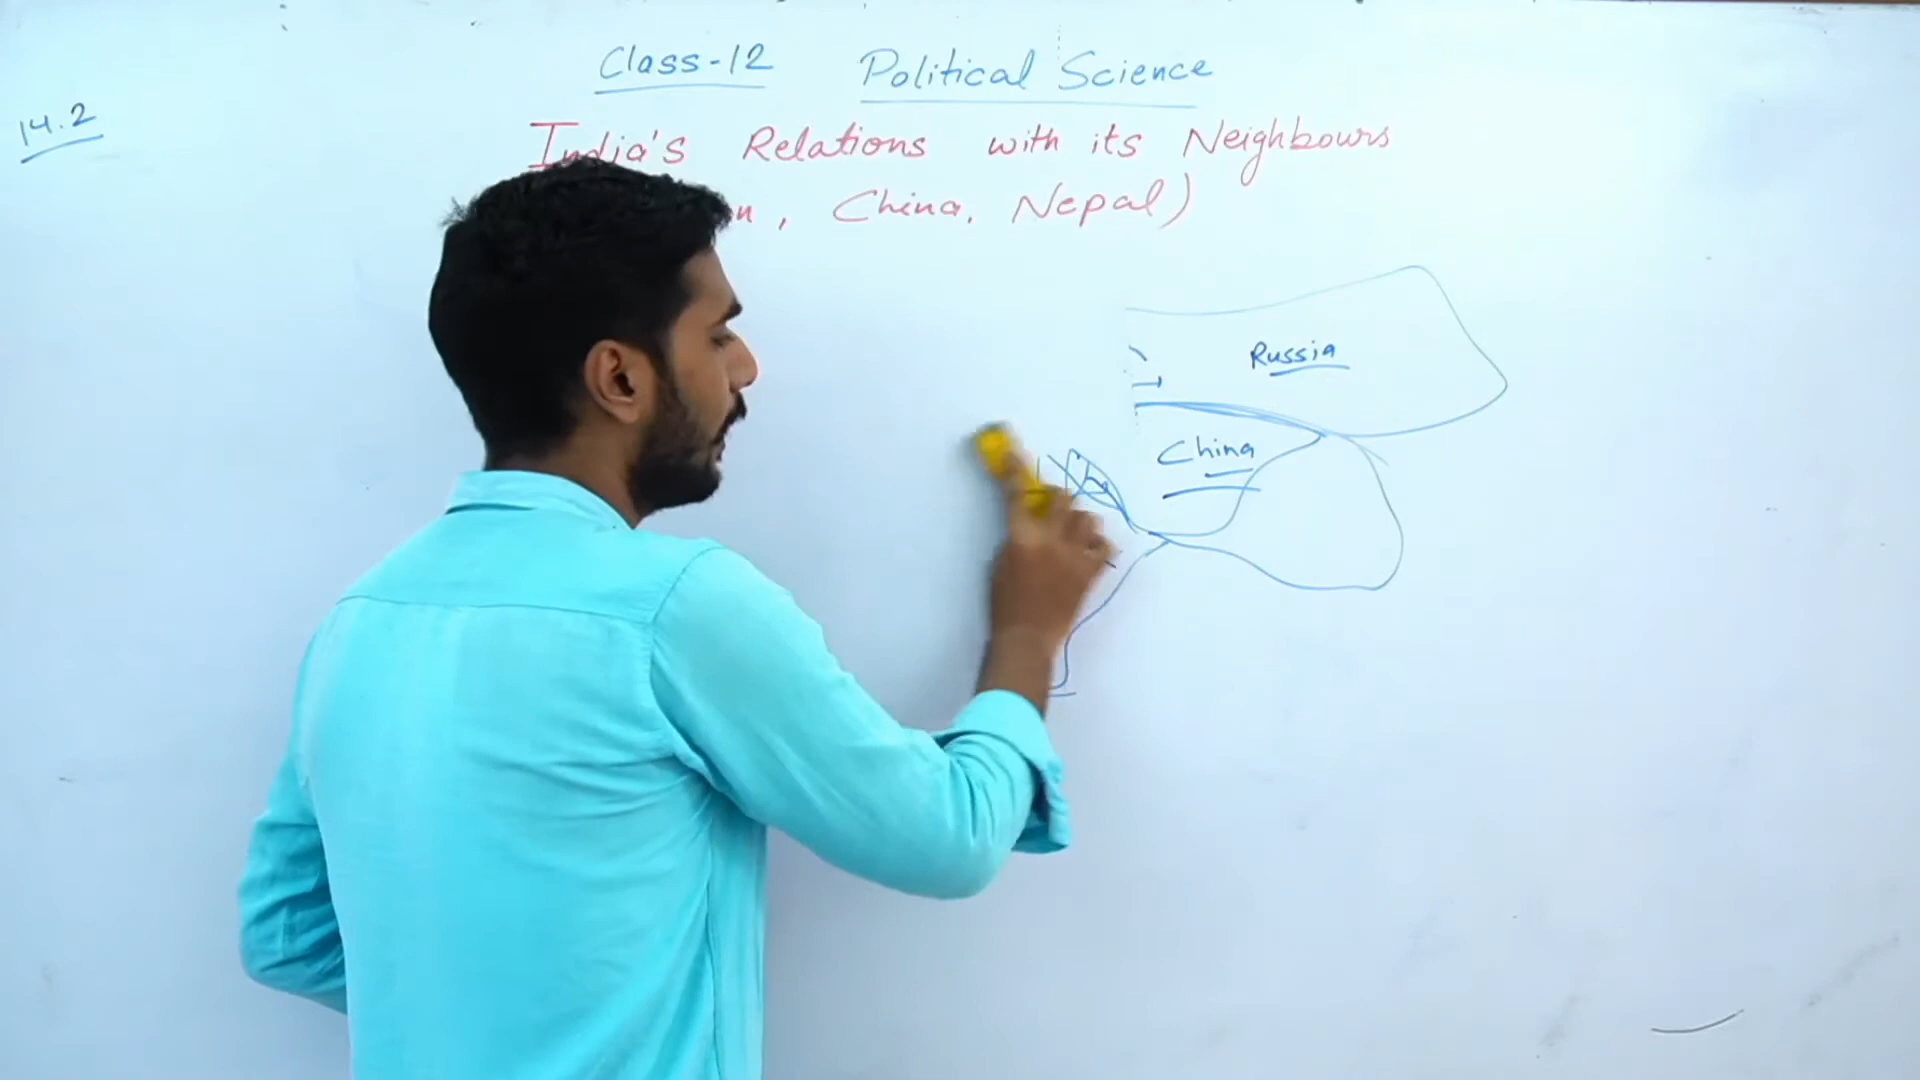 Class-12 Political Science
14.2
India's Relations with its Neighbours
, China, Nepal)
Russia
China